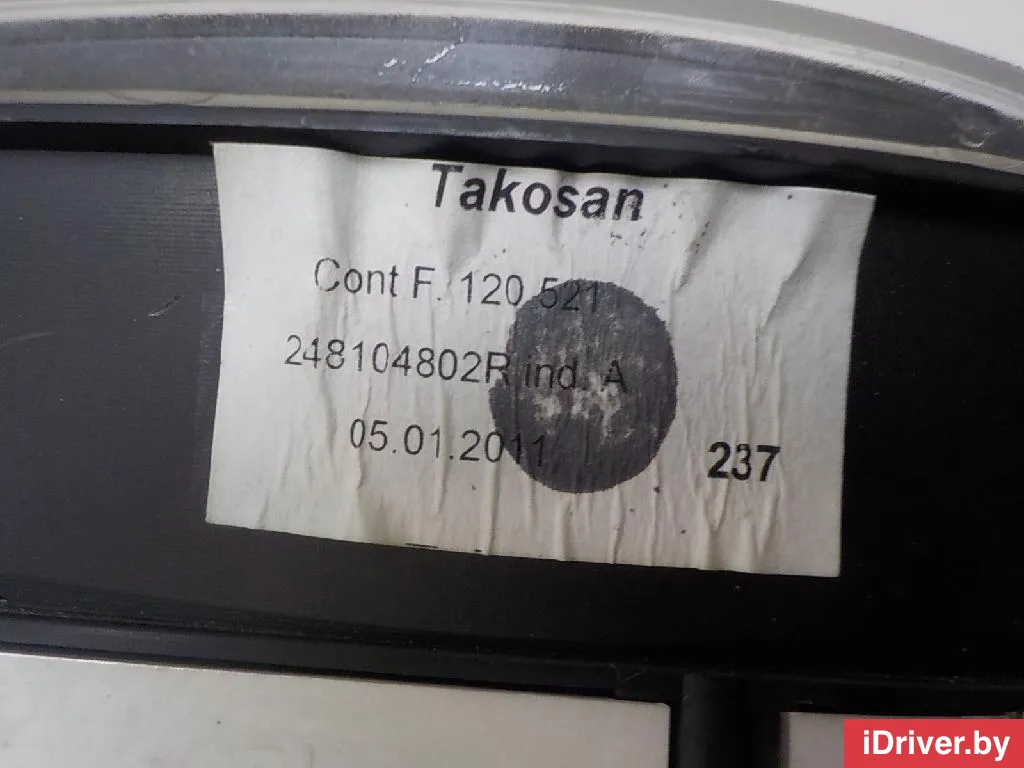 Takosan
Cont F. 120 521
248104802R ind. A
05.01.2011
237
iDriver.by